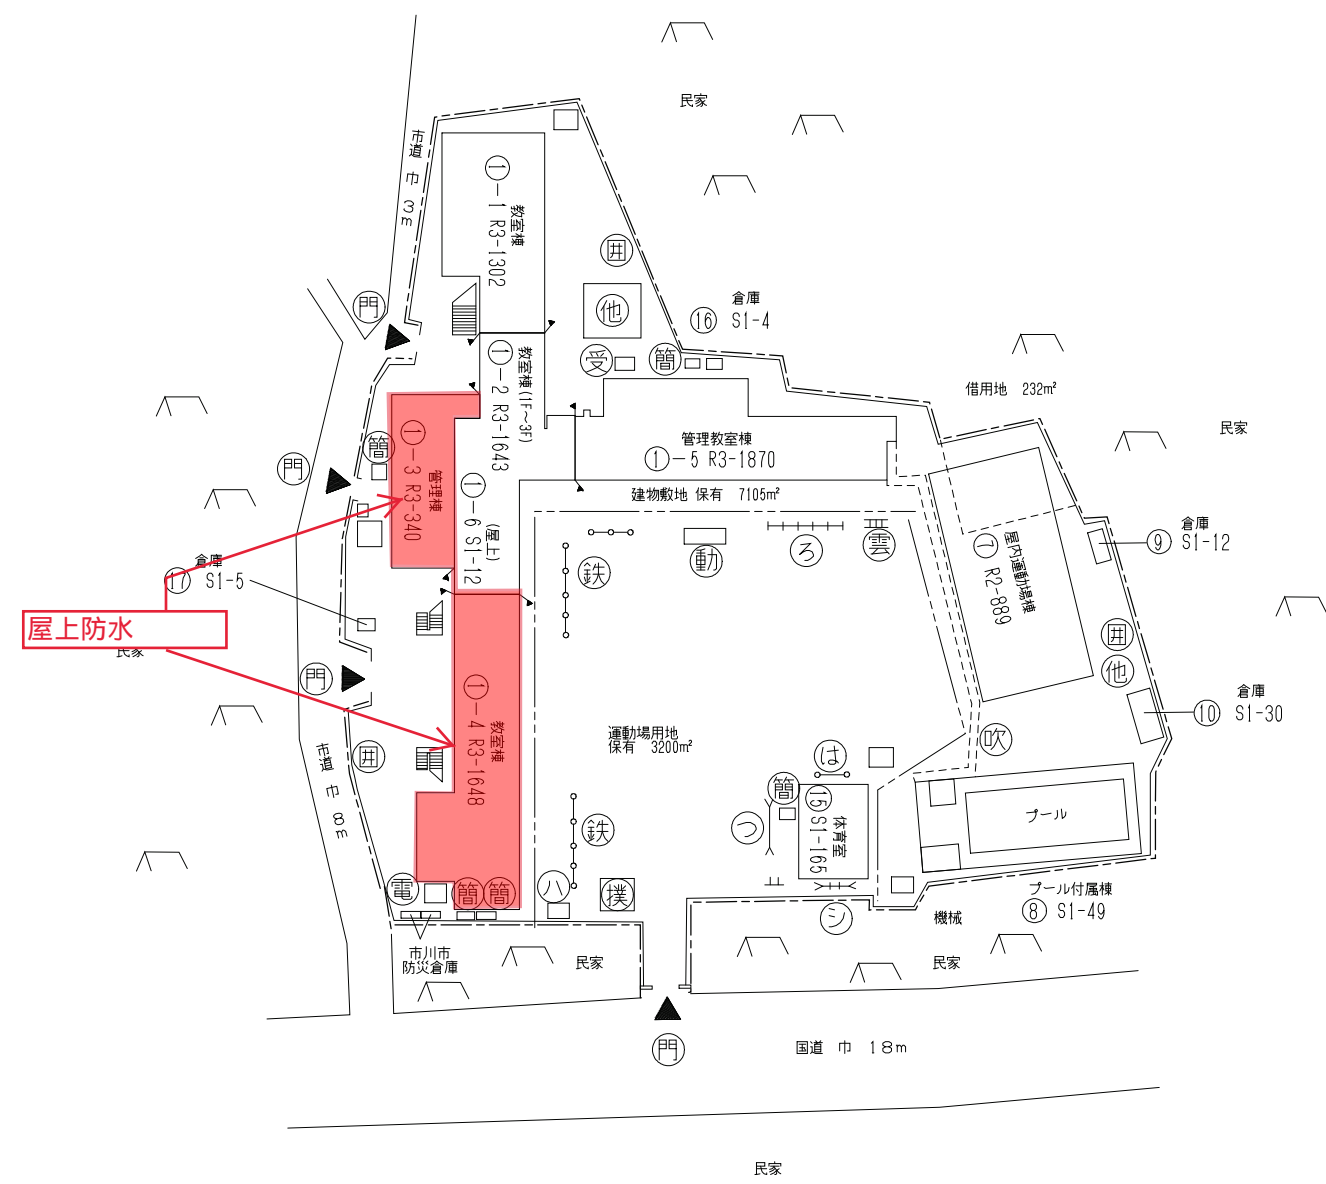 民家
市道 巾 3m
①-1 R3-1302
教室棟
囲
他
門
受
簡
倉庫
⑯ S1-4
①-2 R3-1643
教室棟(1F～3F)
借用地 232㎡
民家
簡
①-3 R3-340
管理棟
門
管理教室棟
①-5 R3-1870
建物敷地 保有 7105㎡
①-6 S1-12
(屋上)
鉄
動
ろ
雲
⑦ R2-889
屋内運動場棟
倉庫
⑨ S1-12
倉庫
⑰ S1-5
屋上防水
民家
門
囲
他
倉庫
⑩ S1-30
①-4 R3-1648
教室棟
運動場用地
保有 3200㎡
吹
は
囲
市道 巾 8m
簡
⑮ S1-165
体育室
つ
プール
鉄
電
簡
簡
ハ
撲
シ
プール付属棟
⑧ S1-49
機械
市川市
防災倉庫
民家
民家
門
国道 巾 18m
民家